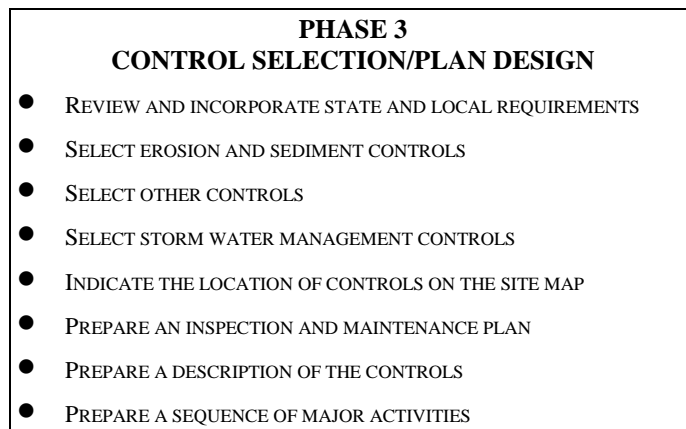 PHASE 3
CONTROL SELECTION/PLAN DESIGN
● REVIEW AND INCORPORATE STATE AND LOCAL REQUIREMENTS
● SELECT EROSION AND SEDIMENT CONTROLS
● SELECT OTHER CONTROLS
● SELECT STORM WATER MANAGEMENT CONTROLS
● INDICATE THE LOCATION OF CONTROLS ON THE SITE MAP
● PREPARE AN INSPECTION AND MAINTENANCE PLAN
● PREPARE A DESCRIPTION OF THE CONTROLS
● PREPARE A SEQUENCE OF MAJOR ACTIVITIES